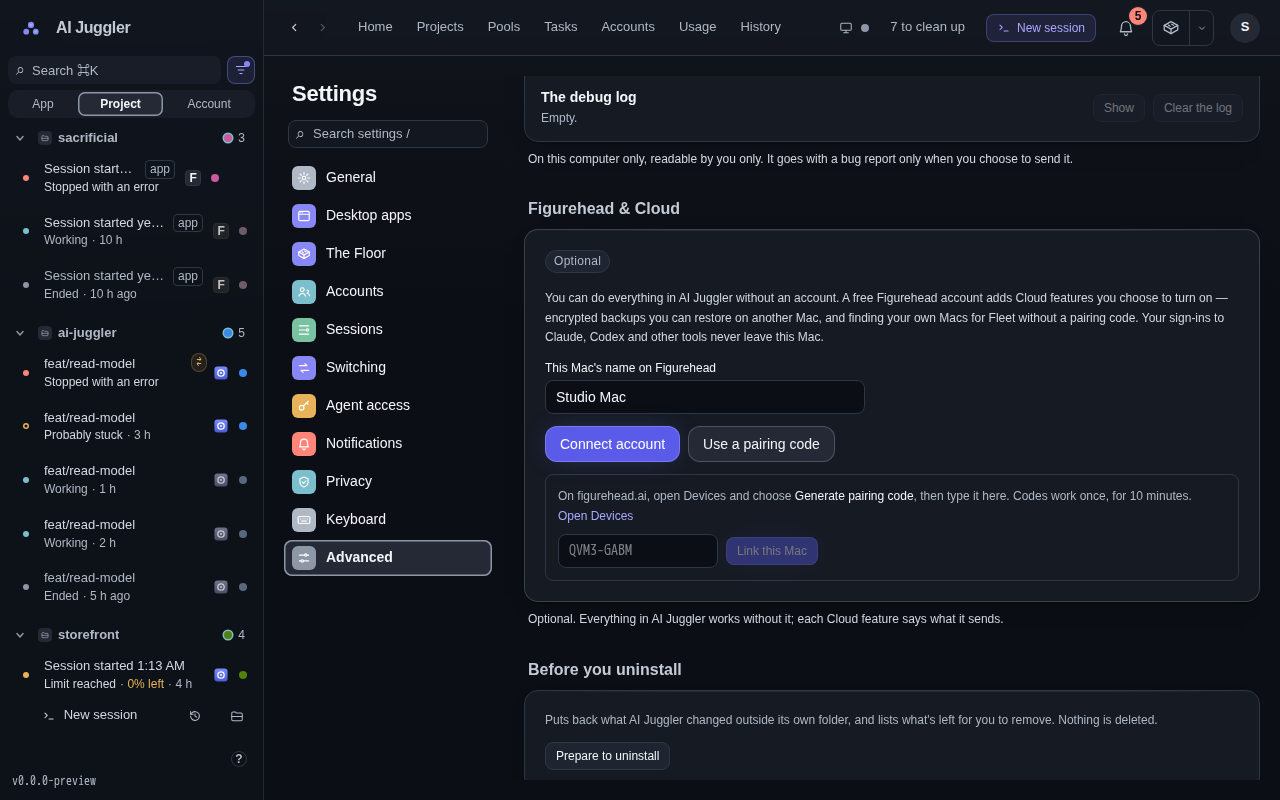 AI Juggler
Search ⌘K
App Project Account
sacrificial 3
Session start… app
Stopped with an error
F
Session started ye… app
Working · 10 h
F
Session started ye… app
Ended · 10 h ago
F
ai-juggler 5
feat/read-model
Stopped with an error
feat/read-model
Probably stuck · 3 h
feat/read-model
Working · 1 h
feat/read-model
Working · 2 h
feat/read-model
Ended · 5 h ago
storefront 4
Session started 1:13 AM
Limit reached · 0% left · 4 h
New session
?
v0.0.0-preview
Home Projects Pools Tasks Accounts Usage History
7 to clean up
New session
5
S
Settings
Search settings /
General
Desktop apps
The Floor
Accounts
Sessions
Switching
Agent access
Notifications
Privacy
Keyboard
Advanced
The debug log
Empty.
Show Clear the log
On this computer only, readable by you only. It goes with a bug report only when you choose to send it.
Figurehead & Cloud
Optional
You can do everything in AI Juggler without an account. A free Figurehead account adds Cloud features you choose to turn on —
encrypted backups you can restore on another Mac, and finding your own Macs for Fleet without a pairing code. Your sign-ins to
Claude, Codex and other tools never leave this Mac.
This Mac's name on Figurehead
Studio Mac
Connect account Use a pairing code
On figurehead.ai, open Devices and choose Generate pairing code, then type it here. Codes work once, for 10 minutes.
Open Devices
QVM3-GABM Link this Mac
Optional. Everything in AI Juggler works without it; each Cloud feature says what it sends.
Before you uninstall
Puts back what AI Juggler changed outside its own folder, and lists what's left for you to remove. Nothing is deleted.
Prepare to uninstall